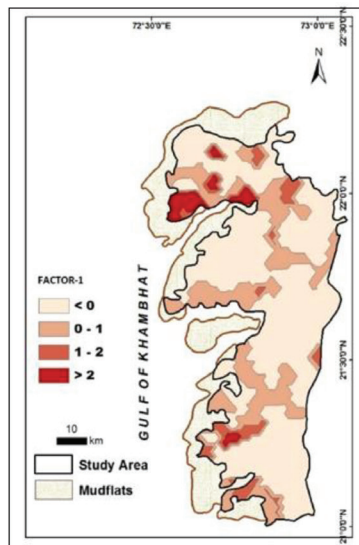 72°30'0"E
73°0'0"E
22°30'0"N
N
22°0'0"N
GULF OF KHAMBHAT
FACTOR-1
< 0
0 - 1
1 - 2
> 2
21°30'0"N
10
km
Study Area
Mudflats
21°0'0"N